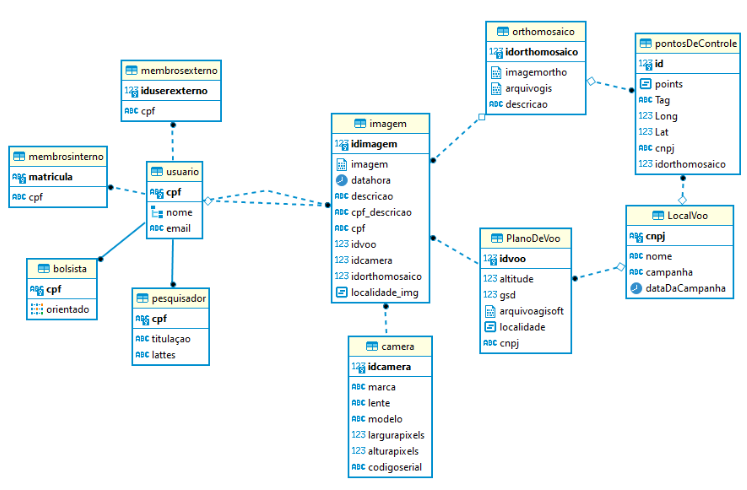 membrosexterno
123 iduserexterno
ABC cpf
membrosinterno
ABC matricula
ABC cpf
usuario
ABC cpf
nome
ABC email
bolsista
ABC cpf
orientado
pesquisador
ABC cpf
ABC titulaçao
ABC lattes
imagem
123 idimagem
imagem
datahora
ABC descricao
ABC cpf_descricao
ABC cpf
123 idvoo
123 idcamera
123 idorthomosaico
localidade_img
camera
123 idcamera
ABC marca
ABC lente
ABC modelo
123 largurapixels
123 alturapixels
ABC codigoserial
orthomosaico
123 idorthomosaico
imagemortho
arquivogis
ABC descricao
PlanoDeVoo
123 idvoo
123 altitude
123 gsd
arquivoagisoft
localidade
ABC cnpj
pontosDeControle
123 id
points
ABC Tag
123 Long
123 Lat
ABC cnpj
123 idorthomosaico
LocalVoo
ABC cnpj
ABC nome
ABC campanha
dataDaCampanha